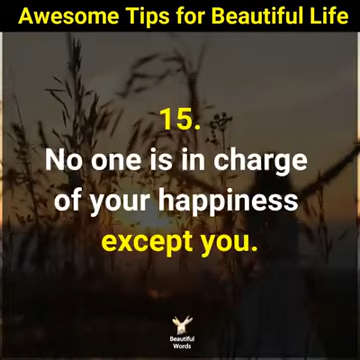 Awesome Tips for Beautiful Life
15.
No one is in charge
of your happiness
except you.
Beautiful
Words